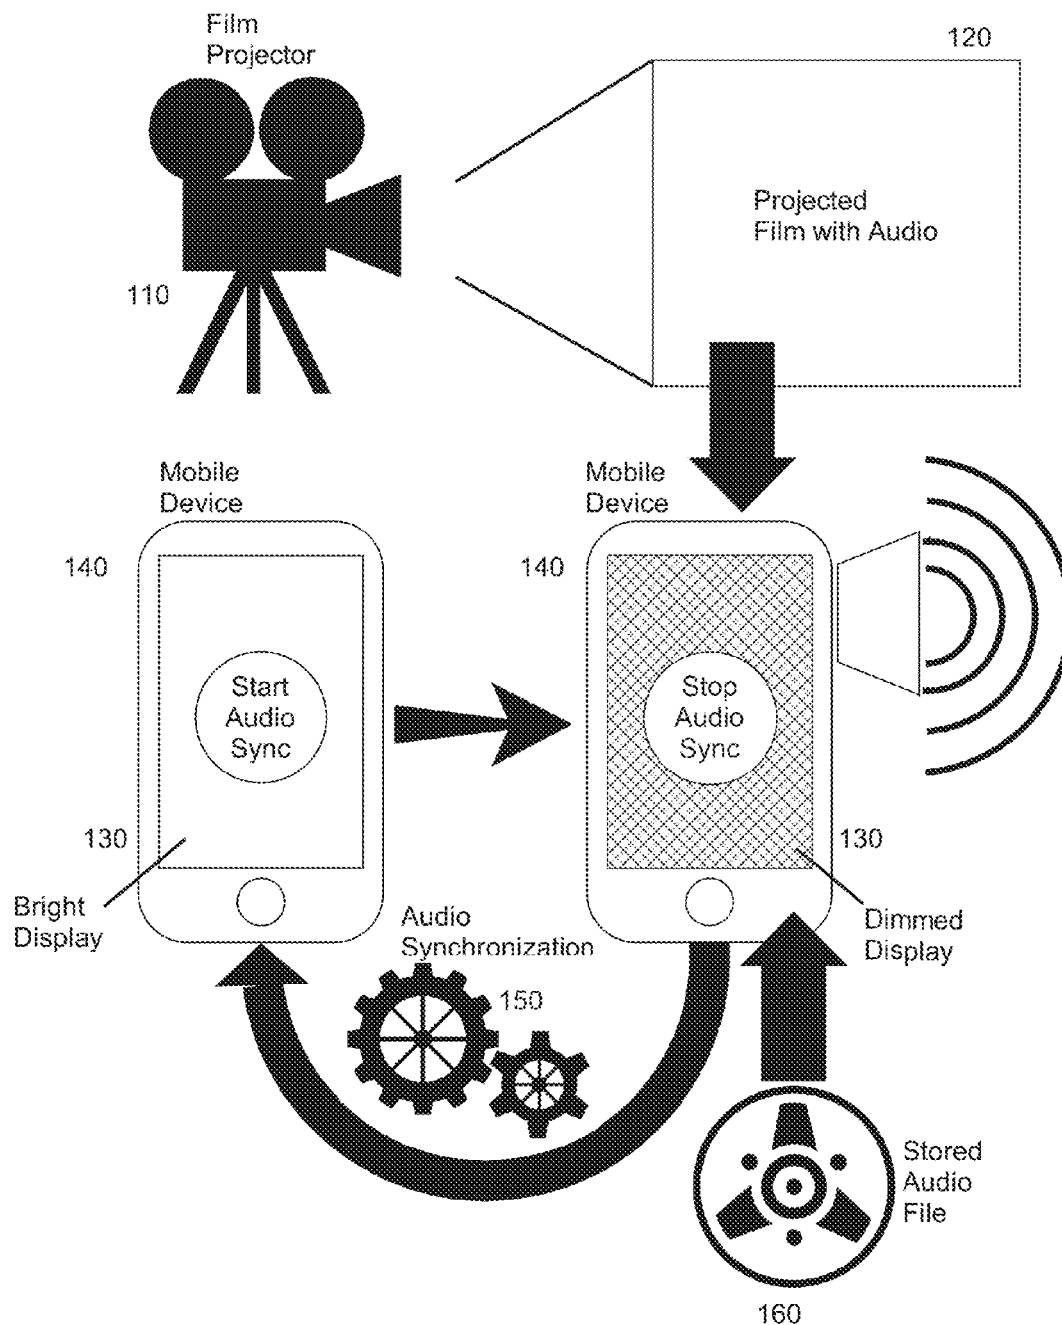 Film
Projector
120
Projected
Film with Audio
110
Mobile
Device
Mobile
Device
140
140
Start
Audio
Sync
Stop
Audio
Sync
130
130
Bright
Display
Audio
Synchronization
Dimmed
Display
150
Stored
Audio
File
160